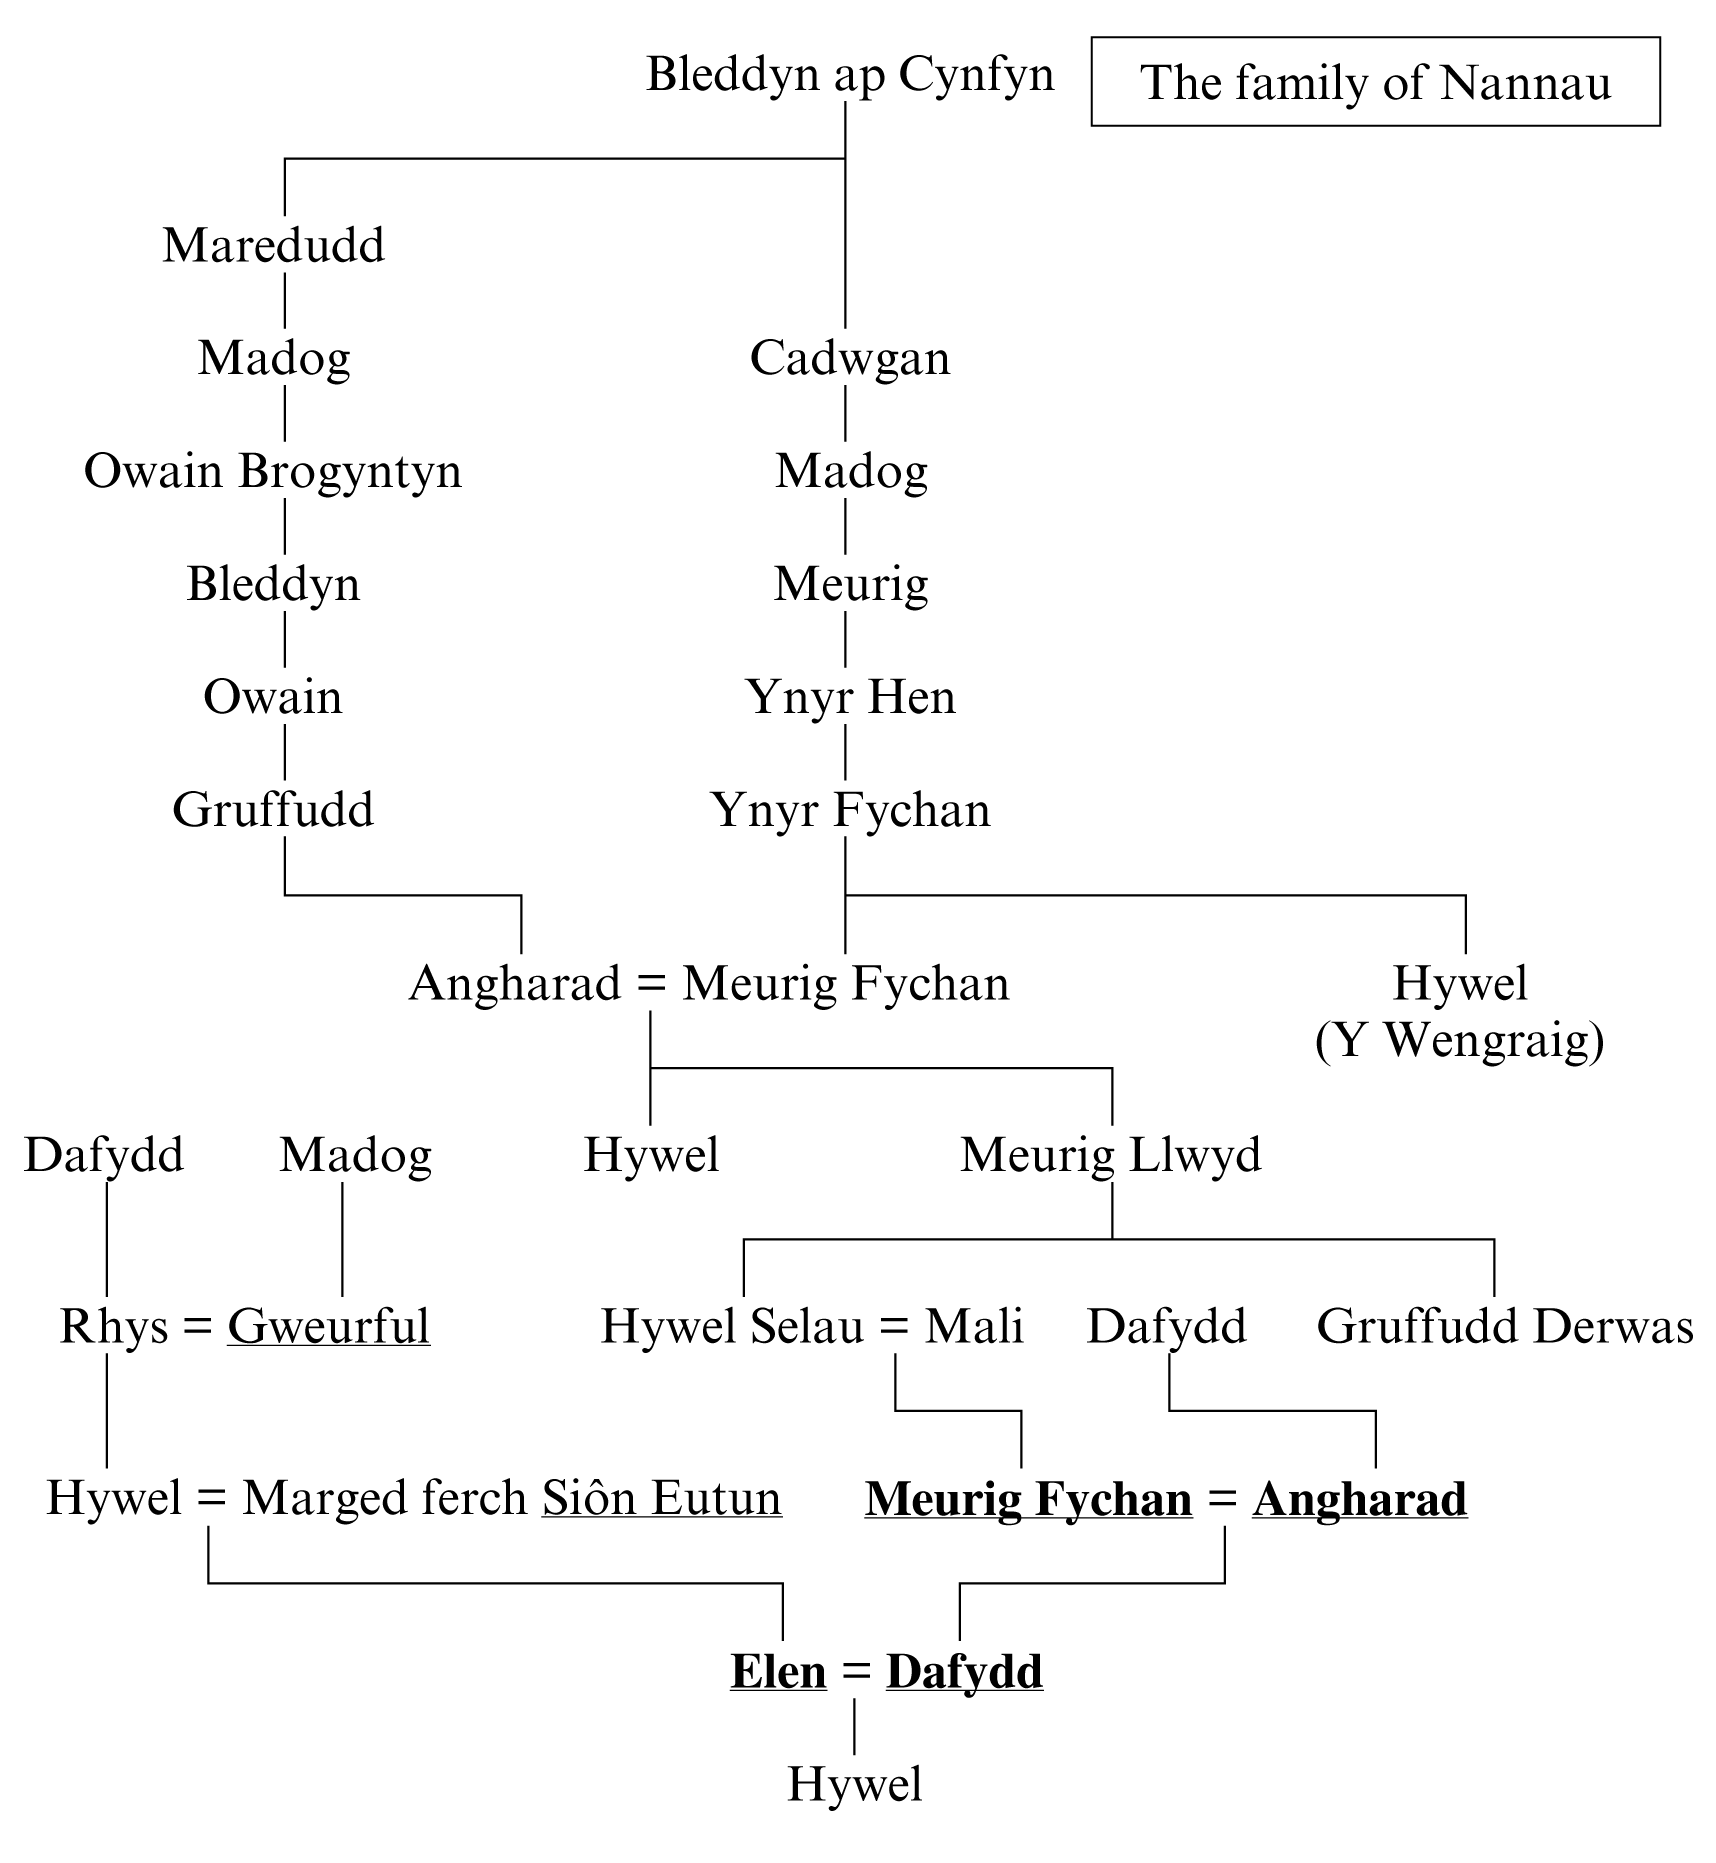 Bleddyn ap Cynfyn
The family of Nannau
Maredudd
Madog
Cadwgan
Owain Brogyntyn
Madog
Bleddyn
Meurig
Owain
Ynyr Hen
Gruffudd
Ynyr Fychan
Angharad = Meurig Fychan
Hywel
(Y Wengraig)
Dafydd
Madog
Hywel
Meurig Llwyd
Rhys = Gweurful
Hywel Selau = Mali
Dafydd
Gruffudd Derwas
Hywel = Marged ferch Siôn Eutun
Meurig Fychan = Angharad
Elen = Dafydd
Hywel